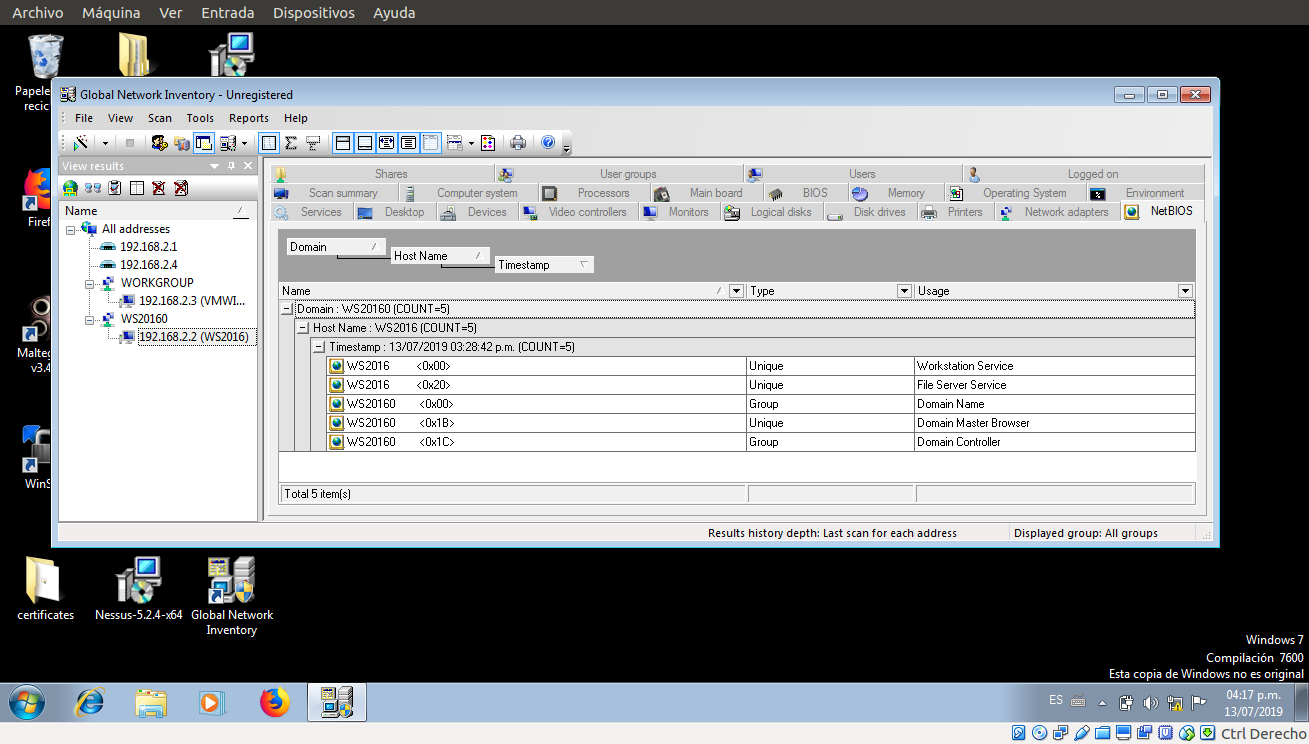 Archivo Máquina Ver Entrada Dispositivos Ayuda
Papele
recic
Global Network Inventory - Unregistered
File View Scan Tools Reports Help
View results
Name
All addresses
192.168.2.1
192.168.2.4
WORKGROUP
192.168.2.3 (VMWI...
WS20160
192.168.2.2 (WS2016)
Shares User groups Users Logged on
Scan summary Computer system Processors Main board BIOS Memory Operating System Environment
Services Desktop Devices Video controllers Monitors Logical disks Disk drives Printers Network adapters NetBIOS
Domain
Host Name
Timestamp
Name Type Usage
Domain : WS20160 (COUNT=5)
Host Name : WS2016 (COUNT=5)
Timestamp : 13/07/2019 03:28:42 p.m. (COUNT=5)
WS2016 <0x00> Unique Workstation Service
WS2016 <0x20> Unique File Server Service
WS20160 <0x00> Group Domain Name
WS20160 <0x1B> Unique Domain Master Browser
WS20160 <0x1C> Group Domain Controller
Total 5 item(s)
Results history depth: Last scan for each address Displayed group: All groups
Firef
Malteg
v3.4
WinS
certificates
Nessus-5.2.4-x64
Global Network
Inventory
Windows 7
Compilación 7600
Esta copia de Windows no es original
ES
04:17 p.m.
13/07/2019
Ctrl Derecho